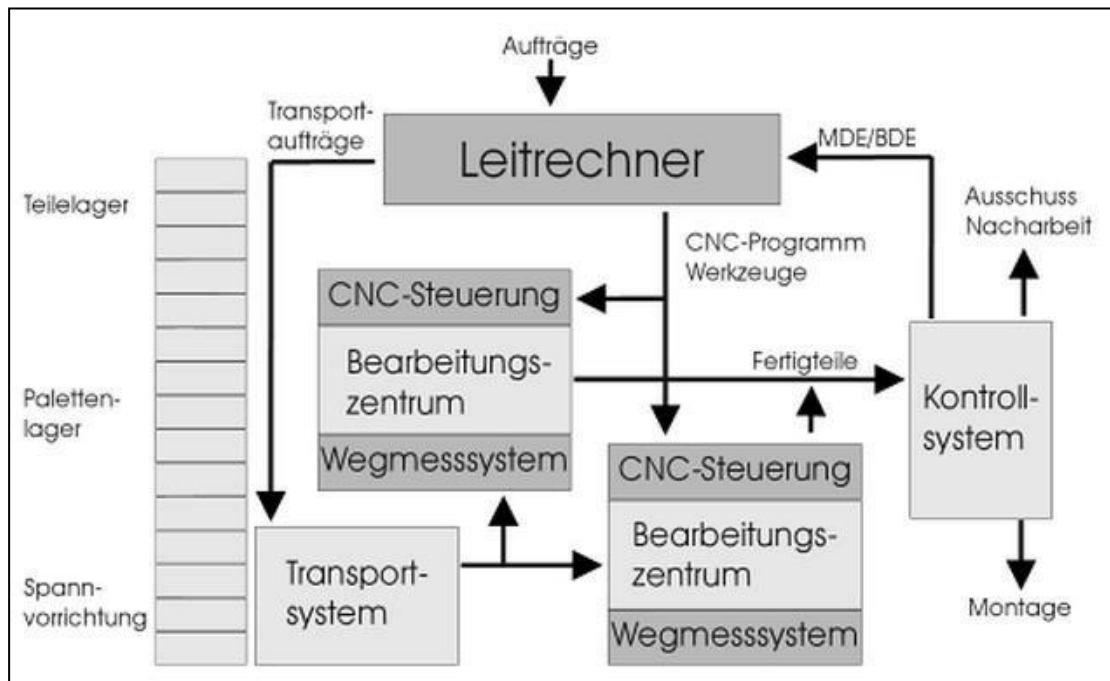 Aufträge
Transport-
aufträge
Leitrechner
MDE/BDE
Ausschuss
Nacharbeit
Teilelager
CNC-Programm
Werkzeuge
CNC-Steuerung
Bearbeitungs-
zentrum
Wegmesssystem
Fertigteile
Kontroll-
system
Paletten-
lager
CNC-Steuerung
Bearbeitungs-
zentrum
Wegmesssystem
Transport-
system
Spann-
vorrichtung
Montage